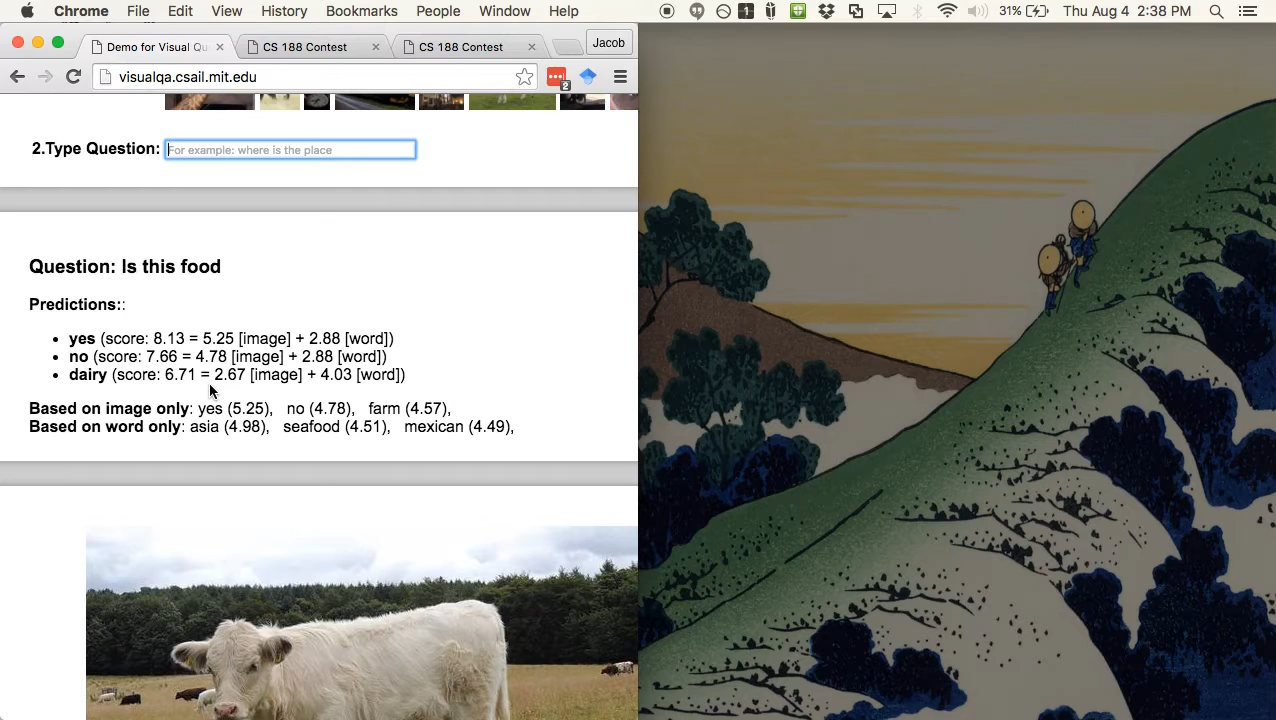 Chrome File Edit View History Bookmarks People Window Help 1 31% Thu Aug 4 2:38 PM
Demo for Visual Qu CS 188 Contest CS 188 Contest Jacob
visualqa.csail.mit.edu 2
2.Type Question: For example: where is the place
Question: Is this food
Predictions::
• yes (score: 8.13 = 5.25 [image] + 2.88 [word])
• no (score: 7.66 = 4.78 [image] + 2.88 [word])
• dairy (score: 6.71 = 2.67 [image] + 4.03 [word])
Based on image only: yes (5.25), no (4.78), farm (4.57),
Based on word only: asia (4.98), seafood (4.51), mexican (4.49),